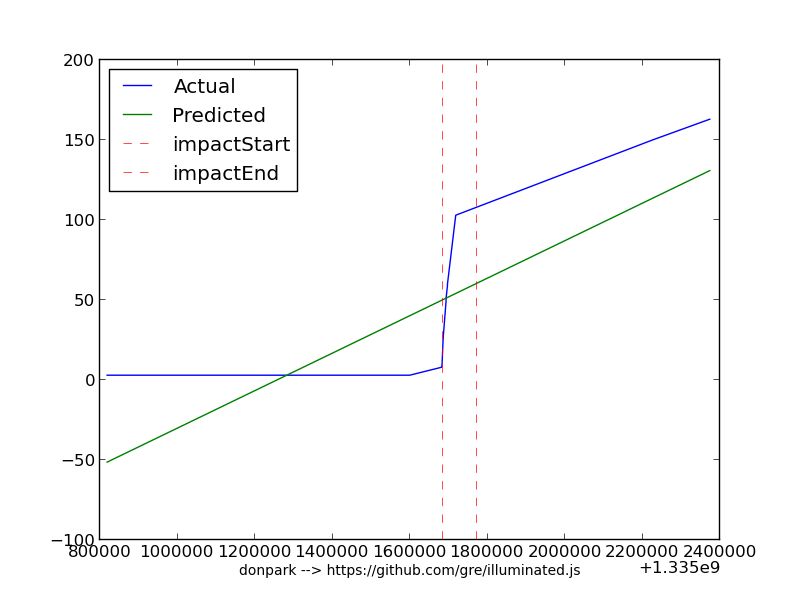 200
150
100
50
0
−50
−100
Actual
Predicted
impactStart
impactEnd
800000 1000000 1200000 1400000 1600000 1800000 2000000 2200000 2400000
+1.335e9
donpark --> https://github.com/gre/illuminated.js